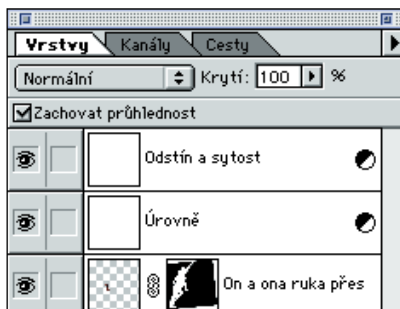 Vrstvy Kanály Cesty
Normální Krytí: 100 %
Zachovat průhlednost
Odstín a sytost
Úrovně
On a ona ruka přes